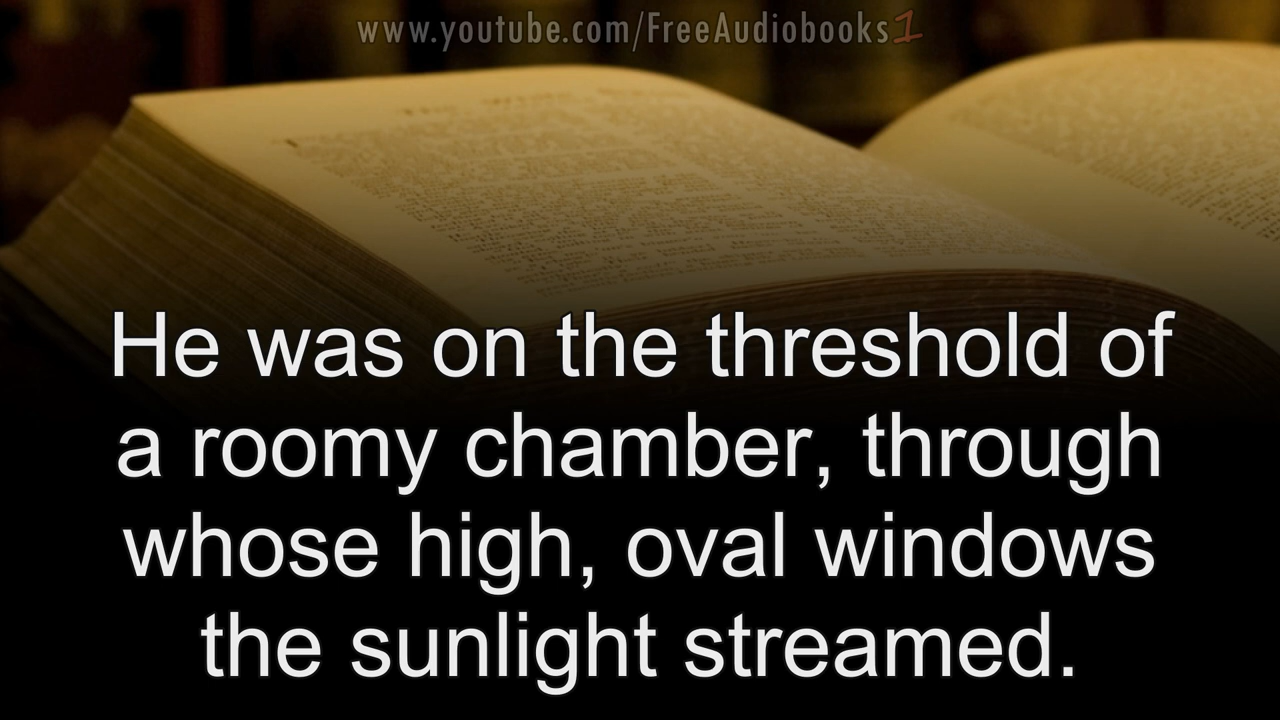 www.youtube.com/FreeAudiobooks1
He was on the threshold of
a roomy chamber, through
whose high, oval windows
the sunlight streamed.